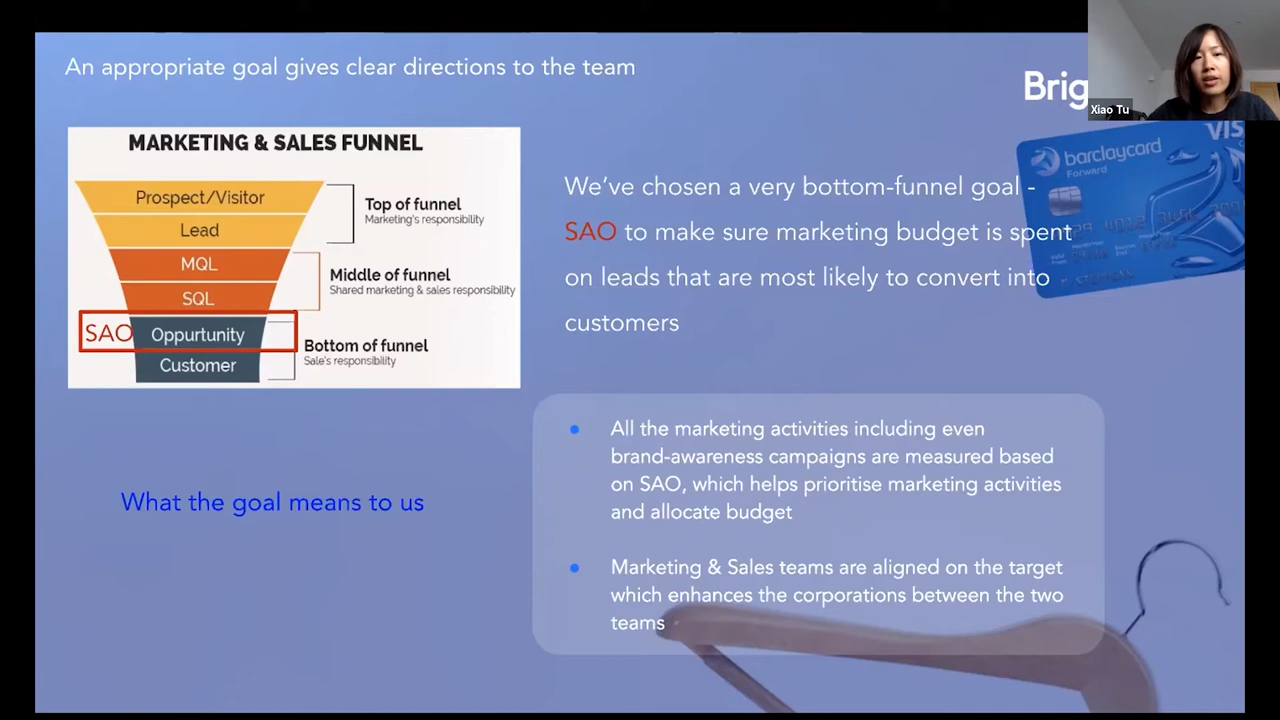 An appropriate goal gives clear directions to the team
Brig
Xiao Tu
MARKETING & SALES FUNNEL
Prospect/Visitor
Lead
MQL
SQL
SAO
Oppurtunity
Customer
Top of funnel
Marketing's responsibility
Middle of funnel
Shared marketing & sales responsibility
Bottom of funnel
Sale's responsibility
We've chosen a very bottom-funnel goal -
SAO to make sure marketing budget is spent
on leads that are most likely to convert into
customers
barclaycard
Forward
VIS
What the goal means to us
All the marketing activities including even
brand-awareness campaigns are measured based
on SAO, which helps prioritise marketing activities
and allocate budget
Marketing & Sales teams are aligned on the target
which enhances the corporations between the two
teams